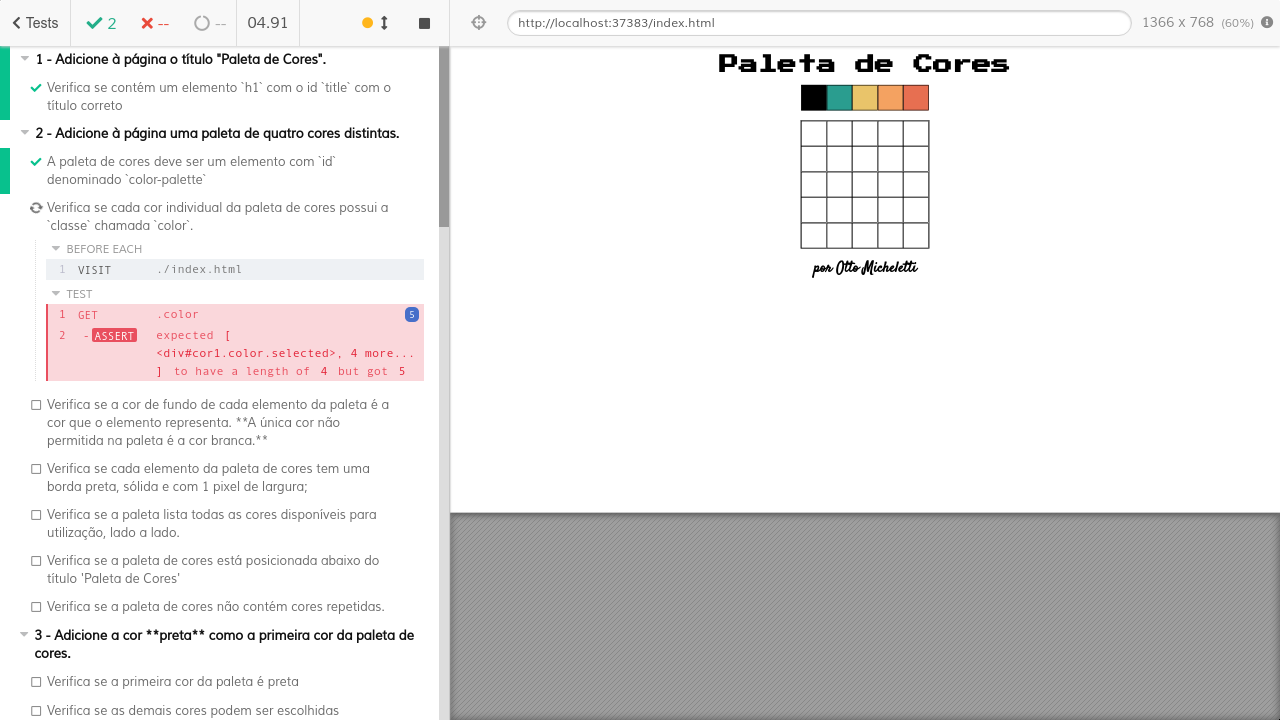 Tests
2
--
--
04.91
http://localhost:37383/index.html
1366 x 768 (60%)
1 - Adicione à página o título "Paleta de Cores".
Verifica se contém um elemento `h1` com o id `title` com o
título correto
2 - Adicione à página uma paleta de quatro cores distintas.
A paleta de cores deve ser um elemento com `id`
denominado `color-palette`
Verifica se cada cor individual da paleta de cores possui a
`classe` chamada `color`.
BEFORE EACH
1 VISIT ./index.html
TEST
1 GET .color 5
2 -ASSERT expected [
<div#cor1.color.selected>, 4 more...
] to have a length of 4 but got 5
Verifica se a cor de fundo de cada elemento da paleta é a
cor que o elemento representa. **A única cor não
permitida na paleta é a cor branca.**
Verifica se cada elemento da paleta de cores tem uma
borda preta, sólida e com 1 pixel de largura;
Verifica se a paleta lista todas as cores disponíveis para
utilização, lado a lado.
Verifica se a paleta de cores está posicionada abaixo do
título 'Paleta de Cores'
Verifica se a paleta de cores não contém cores repetidas.
3 - Adicione a cor **preta** como a primeira cor da paleta de
cores.
Verifica se a primeira cor da paleta é preta
Verifica se as demais cores podem ser escolhidas
Paleta de Cores
por Otto Micheletti